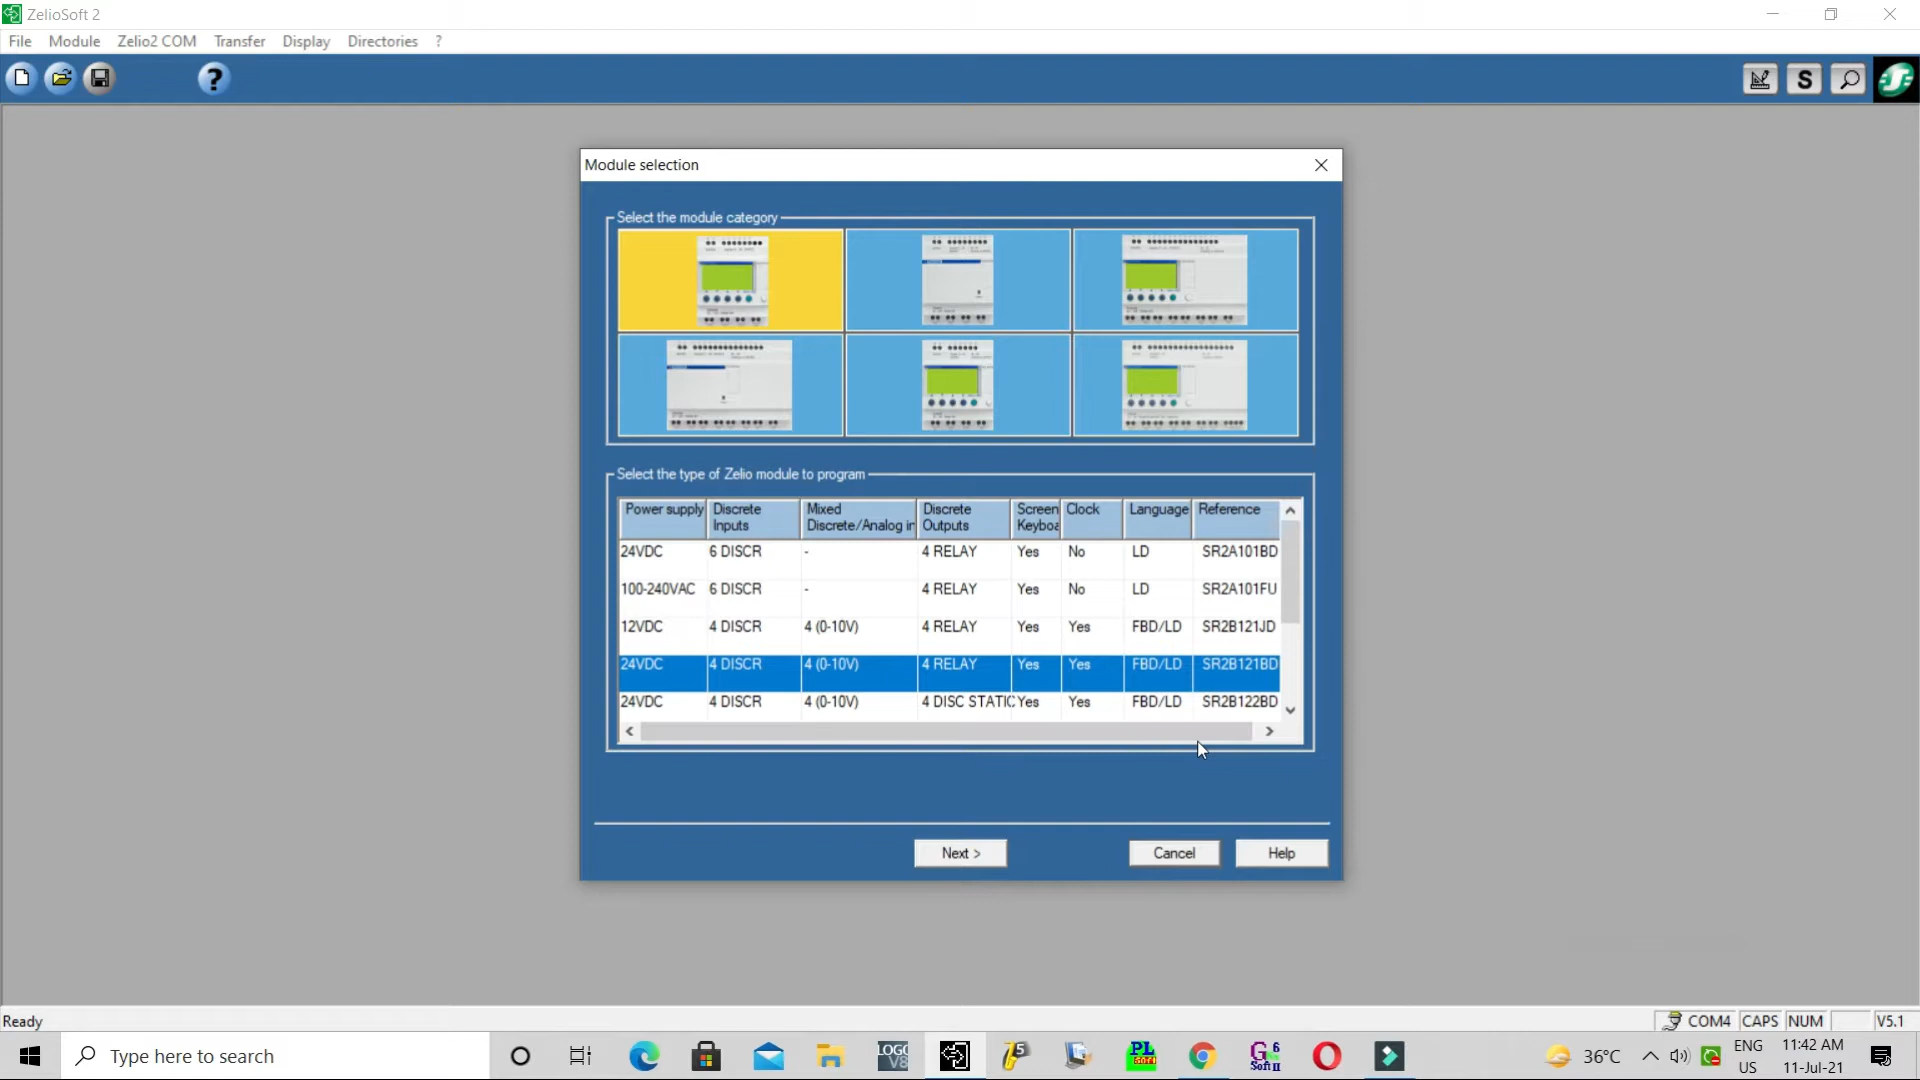 ZelioSoft 2
File Module Zelio2 COM Transfer Display Directories ?
?
S
Module selection
Select the module category
Select the type of Zelio module to program
Power supply Discrete Inputs Mixed Discrete/Analog in Discrete Outputs Screen Keyboa Clock Language Reference
24VDC 6 DISCR - 4 RELAY Yes No LD SR2A101BD
100-240VAC 6 DISCR - 4 RELAY Yes No LD SR2A101FU
12VDC 4 DISCR 4 (0-10V) 4 RELAY Yes Yes FBD/LD SR2B121JD
24VDC 4 DISCR 4 (0-10V) 4 RELAY Yes Yes FBD/LD SR2B121BD
24VDC 4 DISCR 4 (0-10V) 4 DISC STATIC Yes Yes FBD/LD SR2B122BD
Next > Cancel Help
Ready COM4 CAPS NUM V5.1
Type here to search
LOGO V8
36°C
ENG US
11:42 AM
11-Jul-21